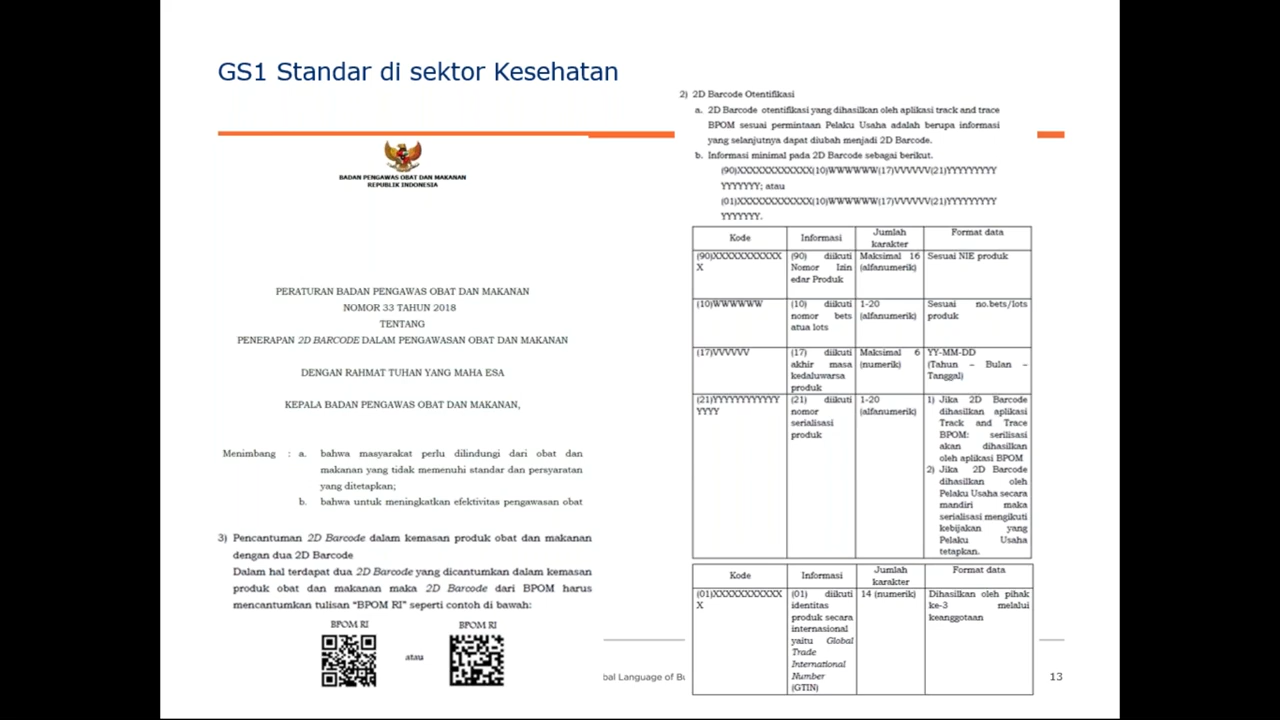 GS1 Standar di sektor Kesehatan
BADAN PENGAWAS OBAT DAN MAKANAN
REPUBLIK INDONESIA
PERATURAN BADAN PENGAWAS OBAT DAN MAKANAN
NOMOR 33 TAHUN 2018
TENTANG
PENERAPAN 2D BARCODE DALAM PENGAWASAN OBAT DAN MAKANAN
DENGAN RAHMAT TUHAN YANG MAHA ESA
KEPALA BADAN PENGAWAS OBAT DAN MAKANAN,
Menimbang : a. bahwa masyarakat perlu dilindungi dari obat dan
makanan yang tidak memenuhi standar dan persyaratan
yang ditetapkan;
b. bahwa untuk meningkatkan efektivitas pengawasan obat
3) Pencantuman 2D Barcode dalam kemasan produk obat dan makanan
dengan dua 2D Barcode
Dalam hal terdapat dua 2D Barcode yang dicantumkan dalam kemasan
produk obat dan makanan maka 2D Barcode dari BPOM harus
mencantumkan tulisan “BPOM RI” seperti contoh di bawah:
BPOM RI
atau
BPOM RI
2) 2D Barcode Otentifikasi
a. 2D Barcode otentifikasi yang dihasilkan oleh aplikasi track and trace
BPOM sesuai permintaan Pelaku Usaha adalah berupa informasi
yang selanjutnya dapat diubah menjadi 2D Barcode.
b. Informasi minimal pada 2D Barcode sebagai berikut.
(90)XXXXXXXXXXXX(10)WWWWWW(17)VVVVVV(21)YYYYYYYYY
YYYYYYY; atau
(01)XXXXXXXXXXXX(10)WWWWWW(17)VVVVVV(21)YYYYYYYYY
YYYYYYY.
Kode
Informasi
Jumlah
karakter
Format data
(90)XXXXXXXXXXX
X
(90) diikuti
Nomor Izin
edar Produk
Maksimal 16
(alfanumerik)
Sesuai NIE produk
(10)WWWWWW
(10) diikuti
nomor bets
atua lots
1-20
(alfanumerik)
Sesuai no.bets/lots
produk
(17)VVVVVV
(17) diikuti
akhir masa
kedaluwarsa
produk
Maksimal 6
(numerik)
YY-MM-DD
(Tahun – Bulan –
Tanggal)
(21)YYYYYYYYYYYY
YYYY
(21) diikuti
nomor
serialisasi
produk
1-20
(alfanumerik)
1) Jika 2D Barcode
dihasilkan aplikasi
Track and Trace
BPOM: serilisasi
akan dihasilkan
oleh aplikasi BPOM
2) Jika 2D Barcode
dihasilkan oleh
Pelaku Usaha secara
mandiri maka
serialisasi mengikuti
kebijakan yang
Pelaku Usaha
tetapkan.
Kode
Informasi
Jumlah
karakter
Format data
(01)XXXXXXXXXXX
X
(01) diikuti
identitas
produk secara
internasional
yaitu Global
Trade
International
Number
(GTIN)
14 (numerik)
Dihasilkan oleh pihak
ke-3 melalui
keanggotaan
bal Language of Bu
13